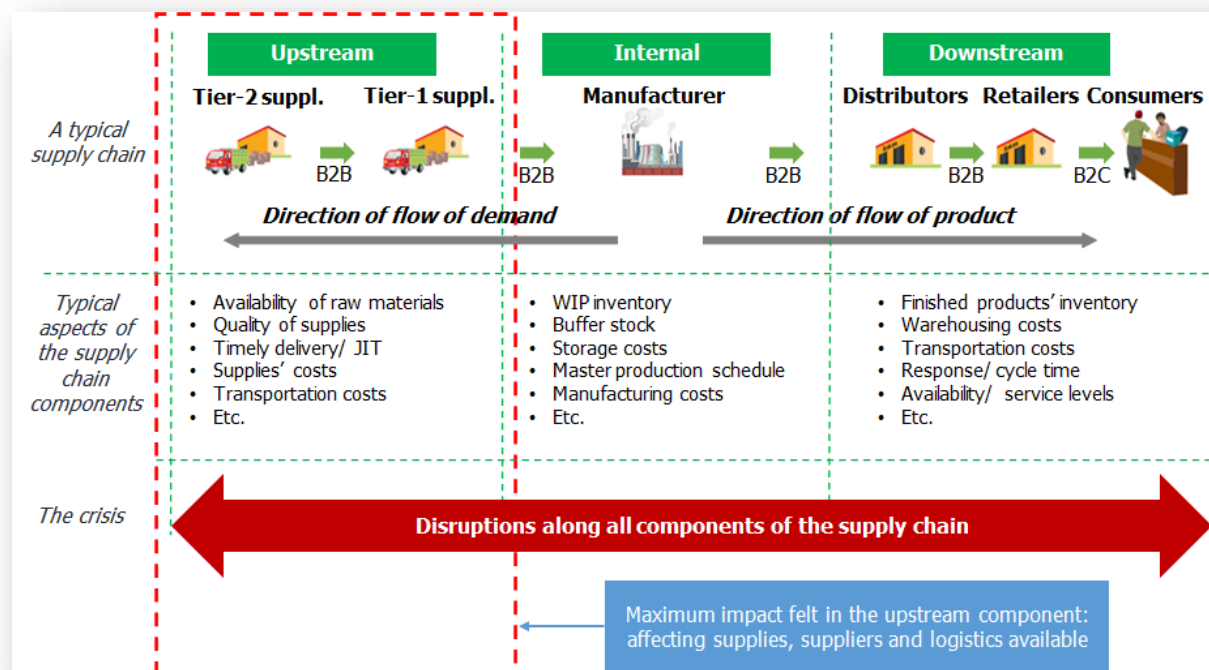 Upstream
Internal
Downstream
Tier-2 suppl.
Tier-1 suppl.
Manufacturer
Distributors
Retailers
Consumers
A typical
supply chain
B2B
B2B
B2B
B2B
B2C
Direction of flow of demand
Direction of flow of product
Typical
aspects of
the supply
chain
components
• Availability of raw materials
• Quality of supplies
• Timely delivery/ JIT
• Supplies' costs
• Transportation costs
• Etc.
• WIP inventory
• Buffer stock
• Storage costs
• Master production schedule
• Manufacturing costs
• Etc.
• Finished products' inventory
• Warehousing costs
• Transportation costs
• Response/ cycle time
• Availability/ service levels
• Etc.
The crisis
Disruptions along all components of the supply chain
Maximum impact felt in the upstream component:
affecting supplies, suppliers and logistics available